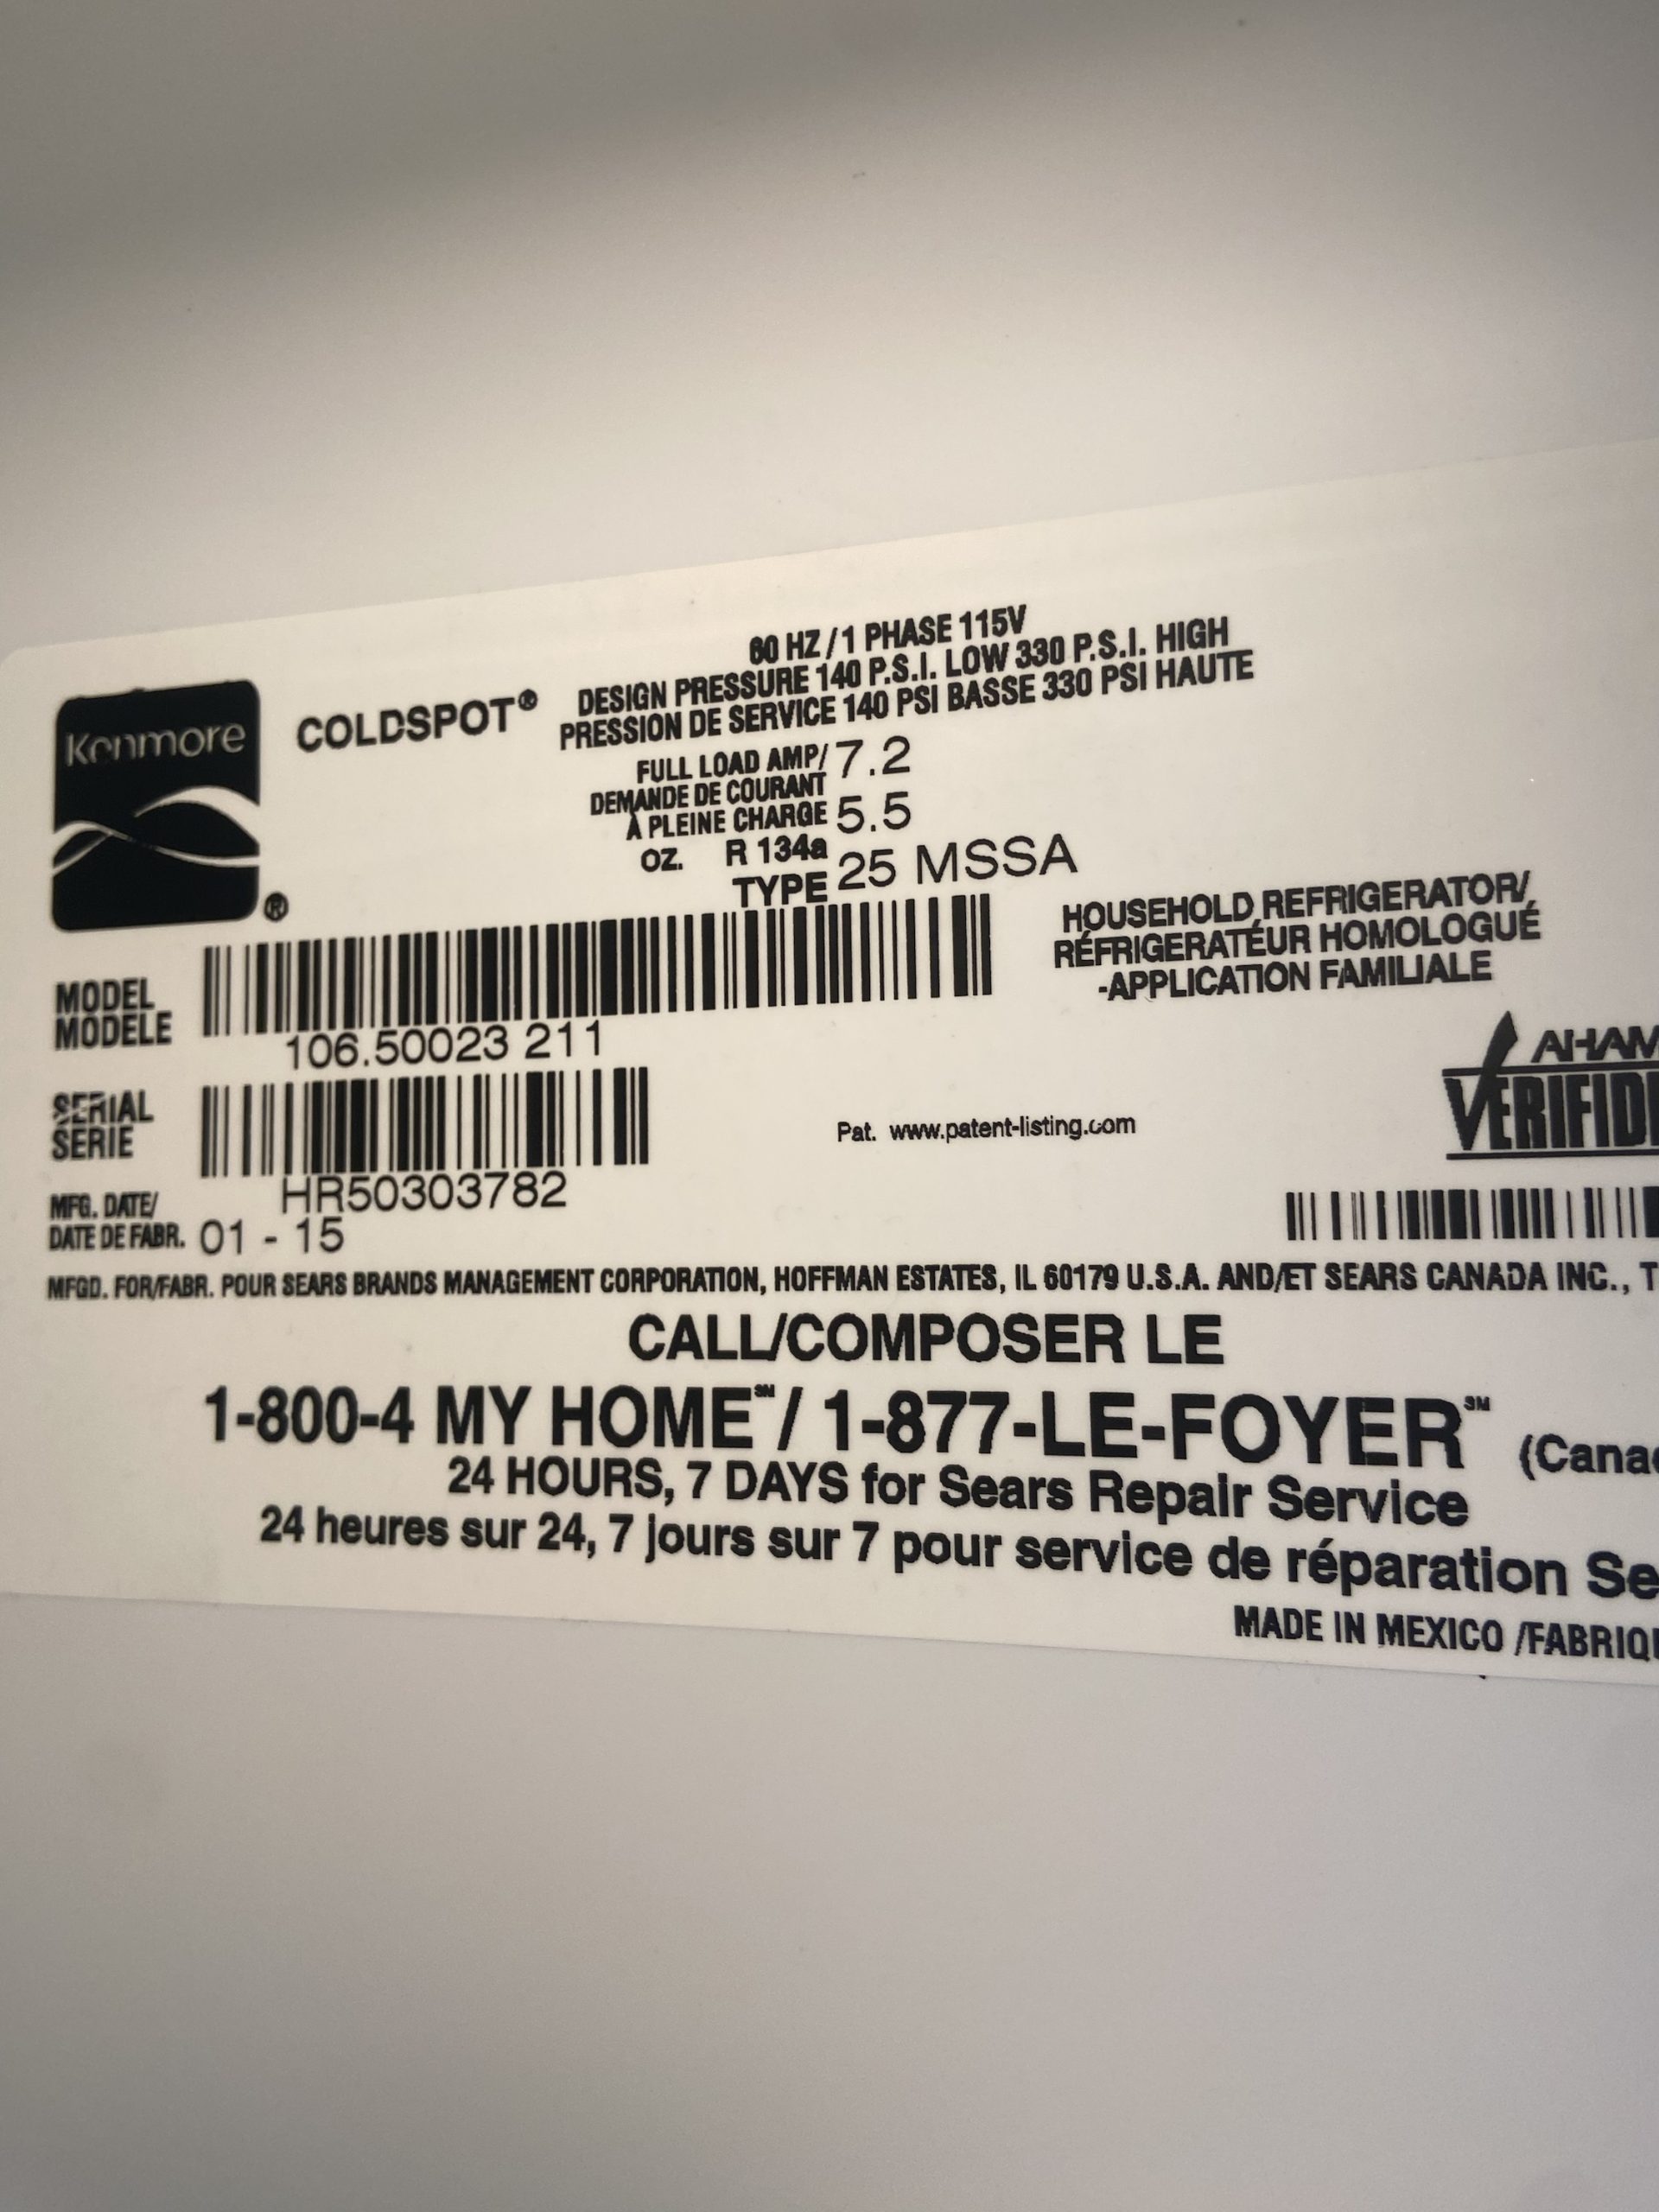 Kenmore
®
COLDSPOT®
60 HZ / 1 PHASE 115V
DESIGN PRESSURE 140 P.S.I. LOW 330 P.S.I. HIGH
PRESSION DE SERVICE 140 PSI BASSE 330 PSI HAUTE
FULL LOAD AMP/ 7.2
DEMANDE DE COURANT
À PLEINE CHARGE 5.5
OZ. R 134a
TYPE 25 MSSA
HOUSEHOLD REFRIGERATOR/
RÉFRIGERATEUR HOMOLOGUÉ
-APPLICATION FAMILIALE
MODEL
MODELE
106.50023 211
AHAM
VERIFIDE
SERIAL
SERIE
HR50303782
Pat. www.patent-listing.com
MFG. DATE/
DATE DE FABR. 01 - 15
MFGD. FOR/FABR. POUR SEARS BRANDS MANAGEMENT CORPORATION, HOFFMAN ESTATES, IL 60179 U.S.A. AND/ET SEARS CANADA INC., T
CALL/COMPOSER LE
1-800-4 MY HOME℠/ 1-877-LE-FOYER℠ (Canad
24 HOURS, 7 DAYS for Sears Repair Service
24 heures sur 24, 7 jours sur 7 pour service de réparation Se
MADE IN MEXICO /FABRIQU